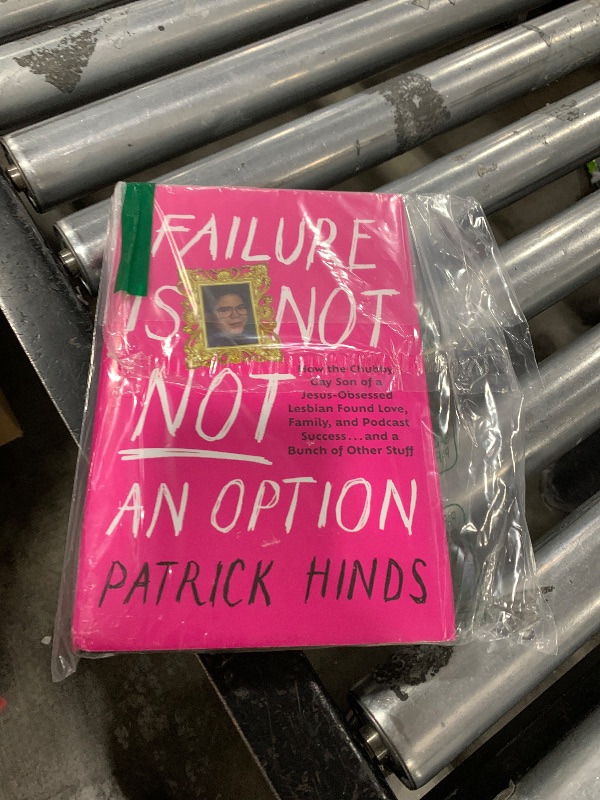 FAILURE
IS NOT
NOT
How the Chubby,
Gay Son of a
Jesus-Obsessed
Lesbian Found Love,
Family, and Podcast
Success...and a
Bunch of Other Stuff
AN OPTION
PATRICK HINDS